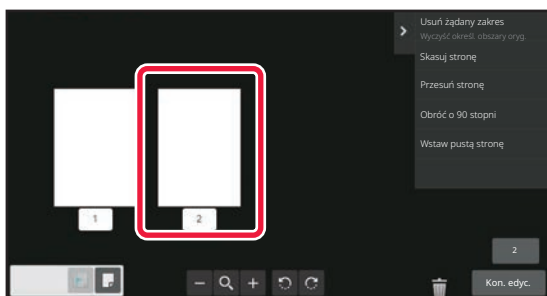 Usuń żądany zakres
Wyczyść określ. obszary oryg.
Skasuj stronę
Przesuń stronę
Obróć o 90 stopni
Wstaw pustą stronę
1
2
2
Kon. edyc.